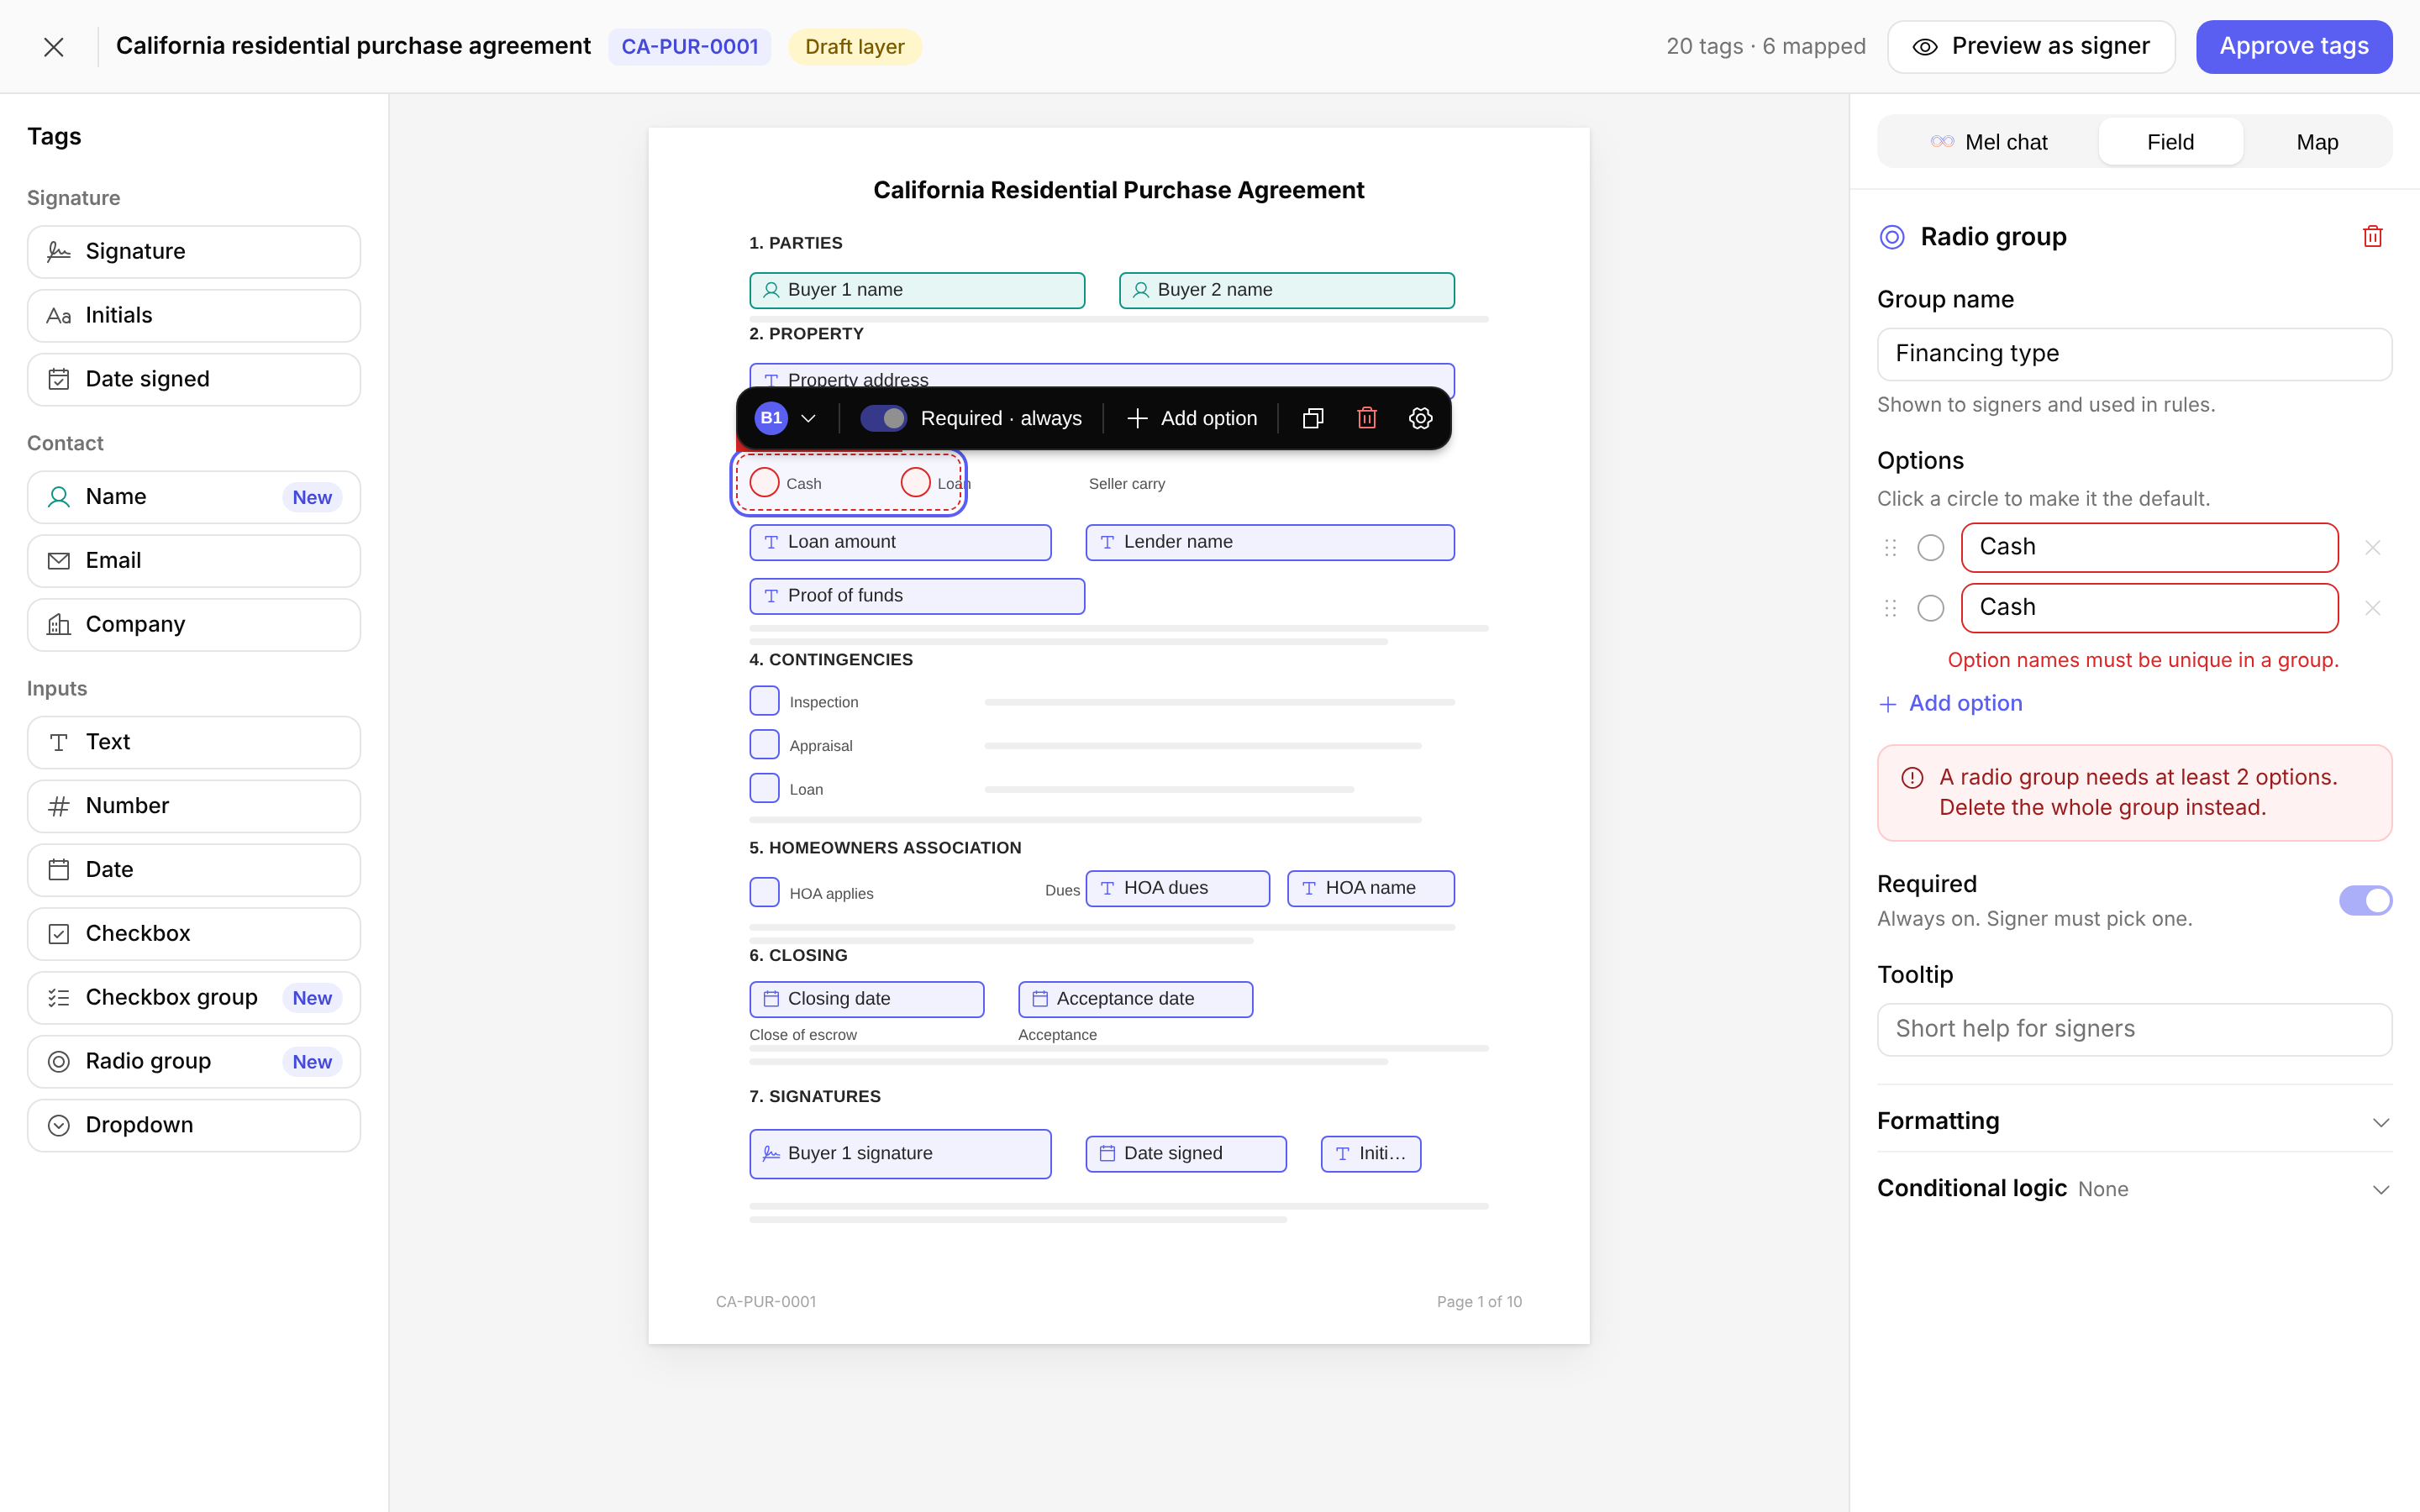 California residential purchase agreement
CA-PUR-0001
Draft layer
20 tags · 6 mapped
Preview as signer
Approve tags
Tags
Signature
Signature
Initials
Date signed
Contact
Name New
Email
Company
Inputs
Text
Number
Date
Checkbox
Checkbox group New
Radio group New
Dropdown
California Residential Purchase Agreement
1. PARTIES
Buyer 1 name
Buyer 2 name
2. PROPERTY
Property address
B1
Required · always
Add option
Cash
Loan
Seller carry
Loan amount
Lender name
Proof of funds
4. CONTINGENCIES
Inspection
Appraisal
Loan
5. HOMEOWNERS ASSOCIATION
HOA applies
Dues
HOA dues
HOA name
6. CLOSING
Closing date
Acceptance date
Close of escrow
Acceptance
7. SIGNATURES
Buyer 1 signature
Date signed
Initi...
CA-PUR-0001
Page 1 of 10
Mel chat
Field
Map
Radio group
Group name
Financing type
Shown to signers and used in rules.
Options
Click a circle to make it the default.
Cash
Cash
Option names must be unique in a group.
Add option
A radio group needs at least 2 options.
Delete the whole group instead.
Required
Always on. Signer must pick one.
Tooltip
Short help for signers
Formatting
Conditional logic None